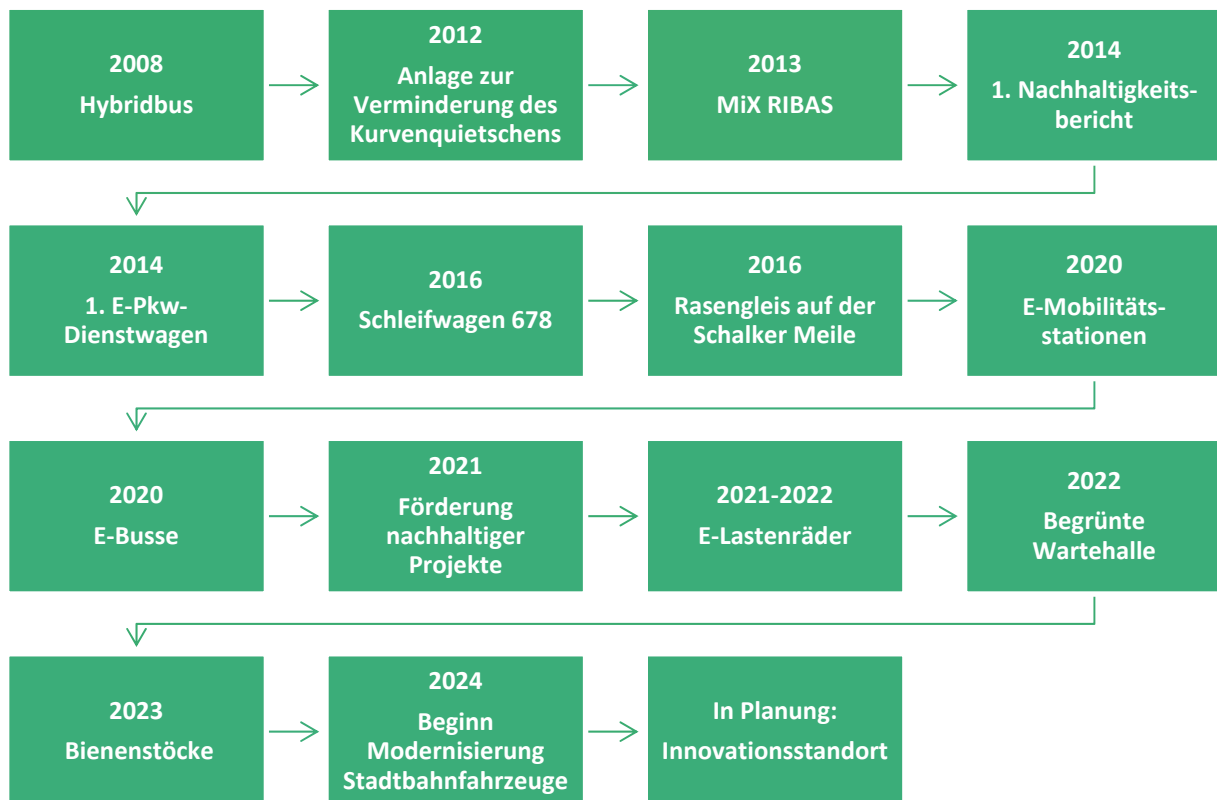 2008
Hybridbus
2012
Anlage zur
Verminderung des
Kurvenquietschens
2013
MiX RIBAS
2014
1. Nachhaltigkeits-
bericht
2014
1. E-Pkw-
Dienstwagen
2016
Schleifwagen 678
2016
Rasengleis auf der
Schalker Meile
2020
E-Mobilitäts-
stationen
2020
E-Busse
2021
Förderung
nachhaltiger
Projekte
2021-2022
E-Lastenräder
2022
Begrünte
Wartehalle
2023
Bienenstöcke
2024
Beginn
Modernisierung
Stadtbahnfahrzeuge
In Planung:
Innovationsstandort